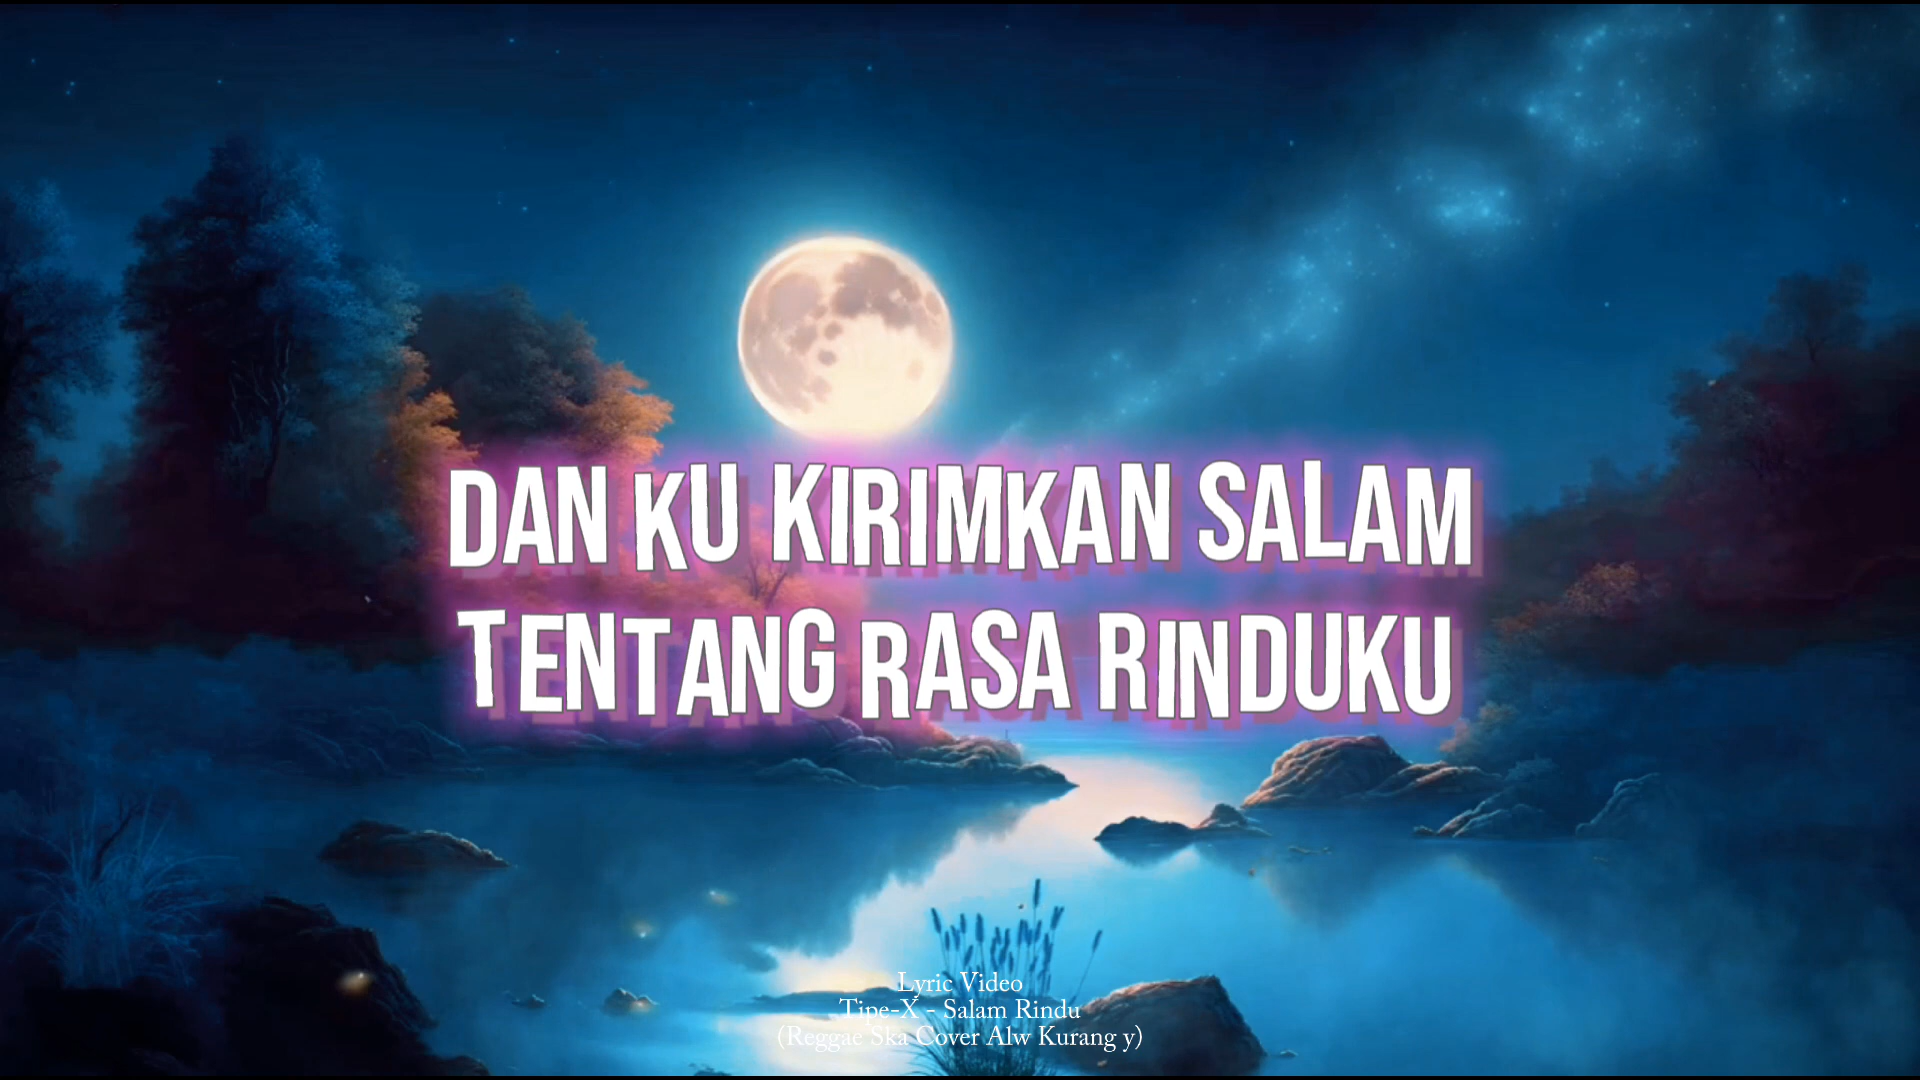 DAN KU KIRIMKAN SALAM
TENTANG RASA RINDUKU
Lyric Video
Tipe-X - Salam Rindu
(Reggae Ska Cover Alw Kurang y)